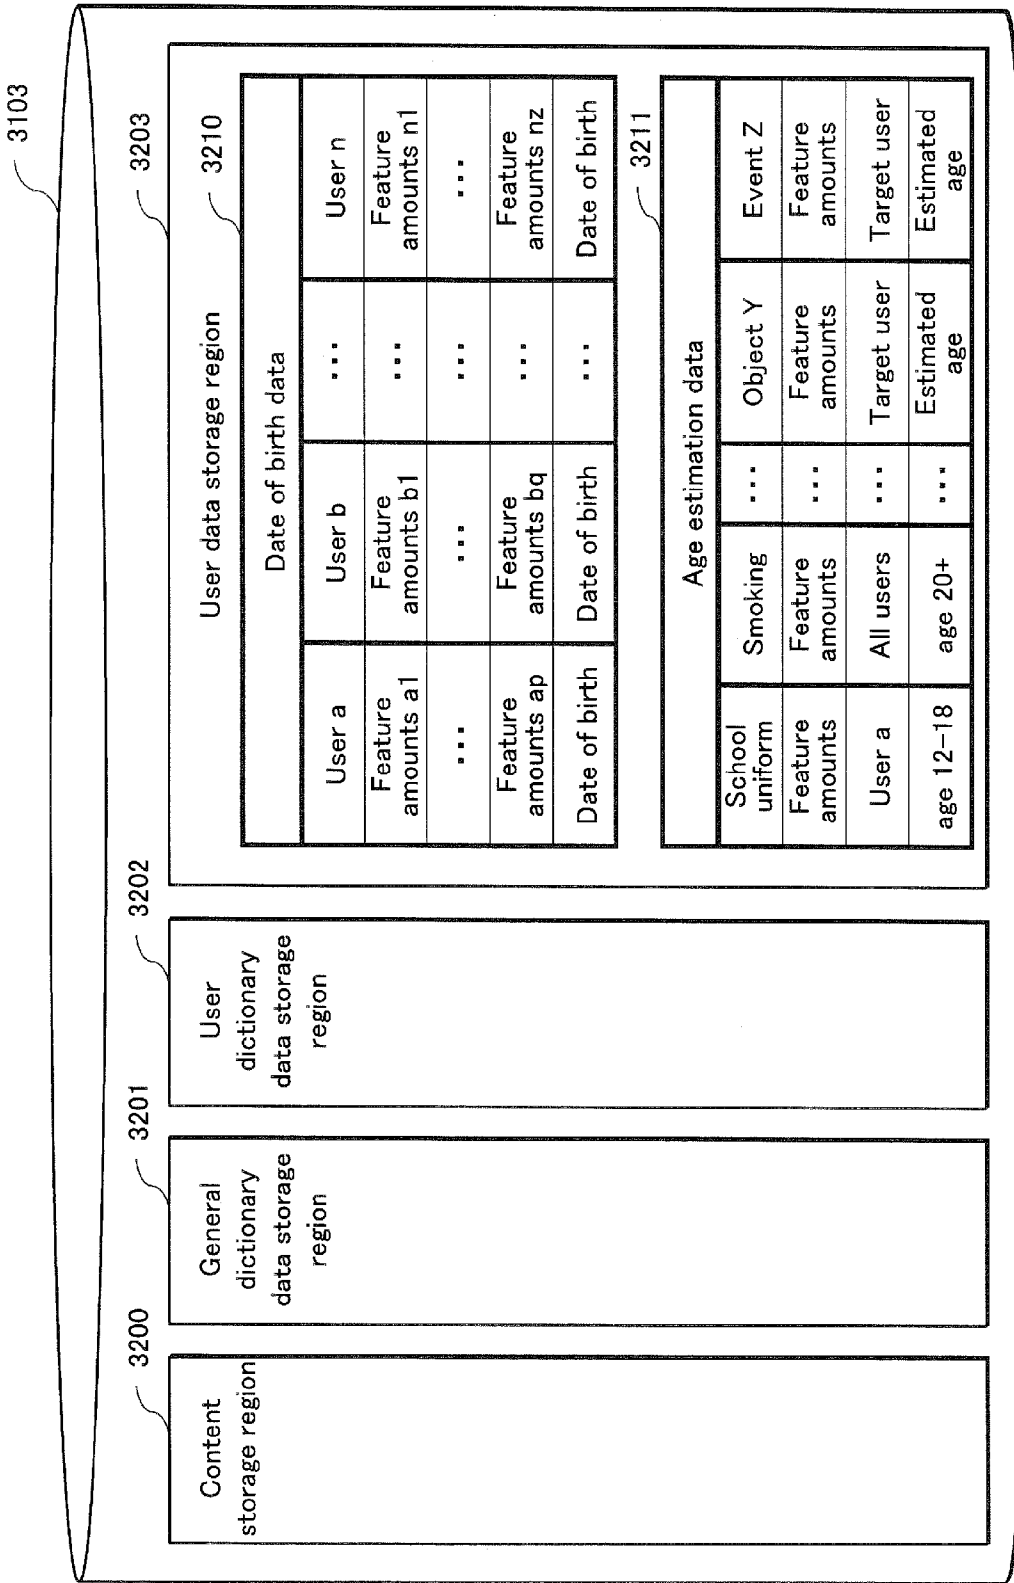 3103
3200
Content
storage region
3201
General
dictionary
data storage
region
3202
User
dictionary
data storage
region
3203
User data storage region
3210
Date of birth data
User a
User b
...
User n
Feature
amounts a1
Feature
amounts b1
...
Feature
amounts n1
...
...
...
...
Feature
amounts ap
Feature
amounts bq
...
Feature
amounts nz
Date of birth
Date of birth
...
Date of birth
3211
Age estimation data
School
uniform
Smoking
...
Object Y
Event Z
Feature
amounts
Feature
amounts
...
Feature
amounts
Feature
amounts
User a
All users
...
Target user
Target user
age 12–18
age 20+
...
Estimated
age
Estimated
age